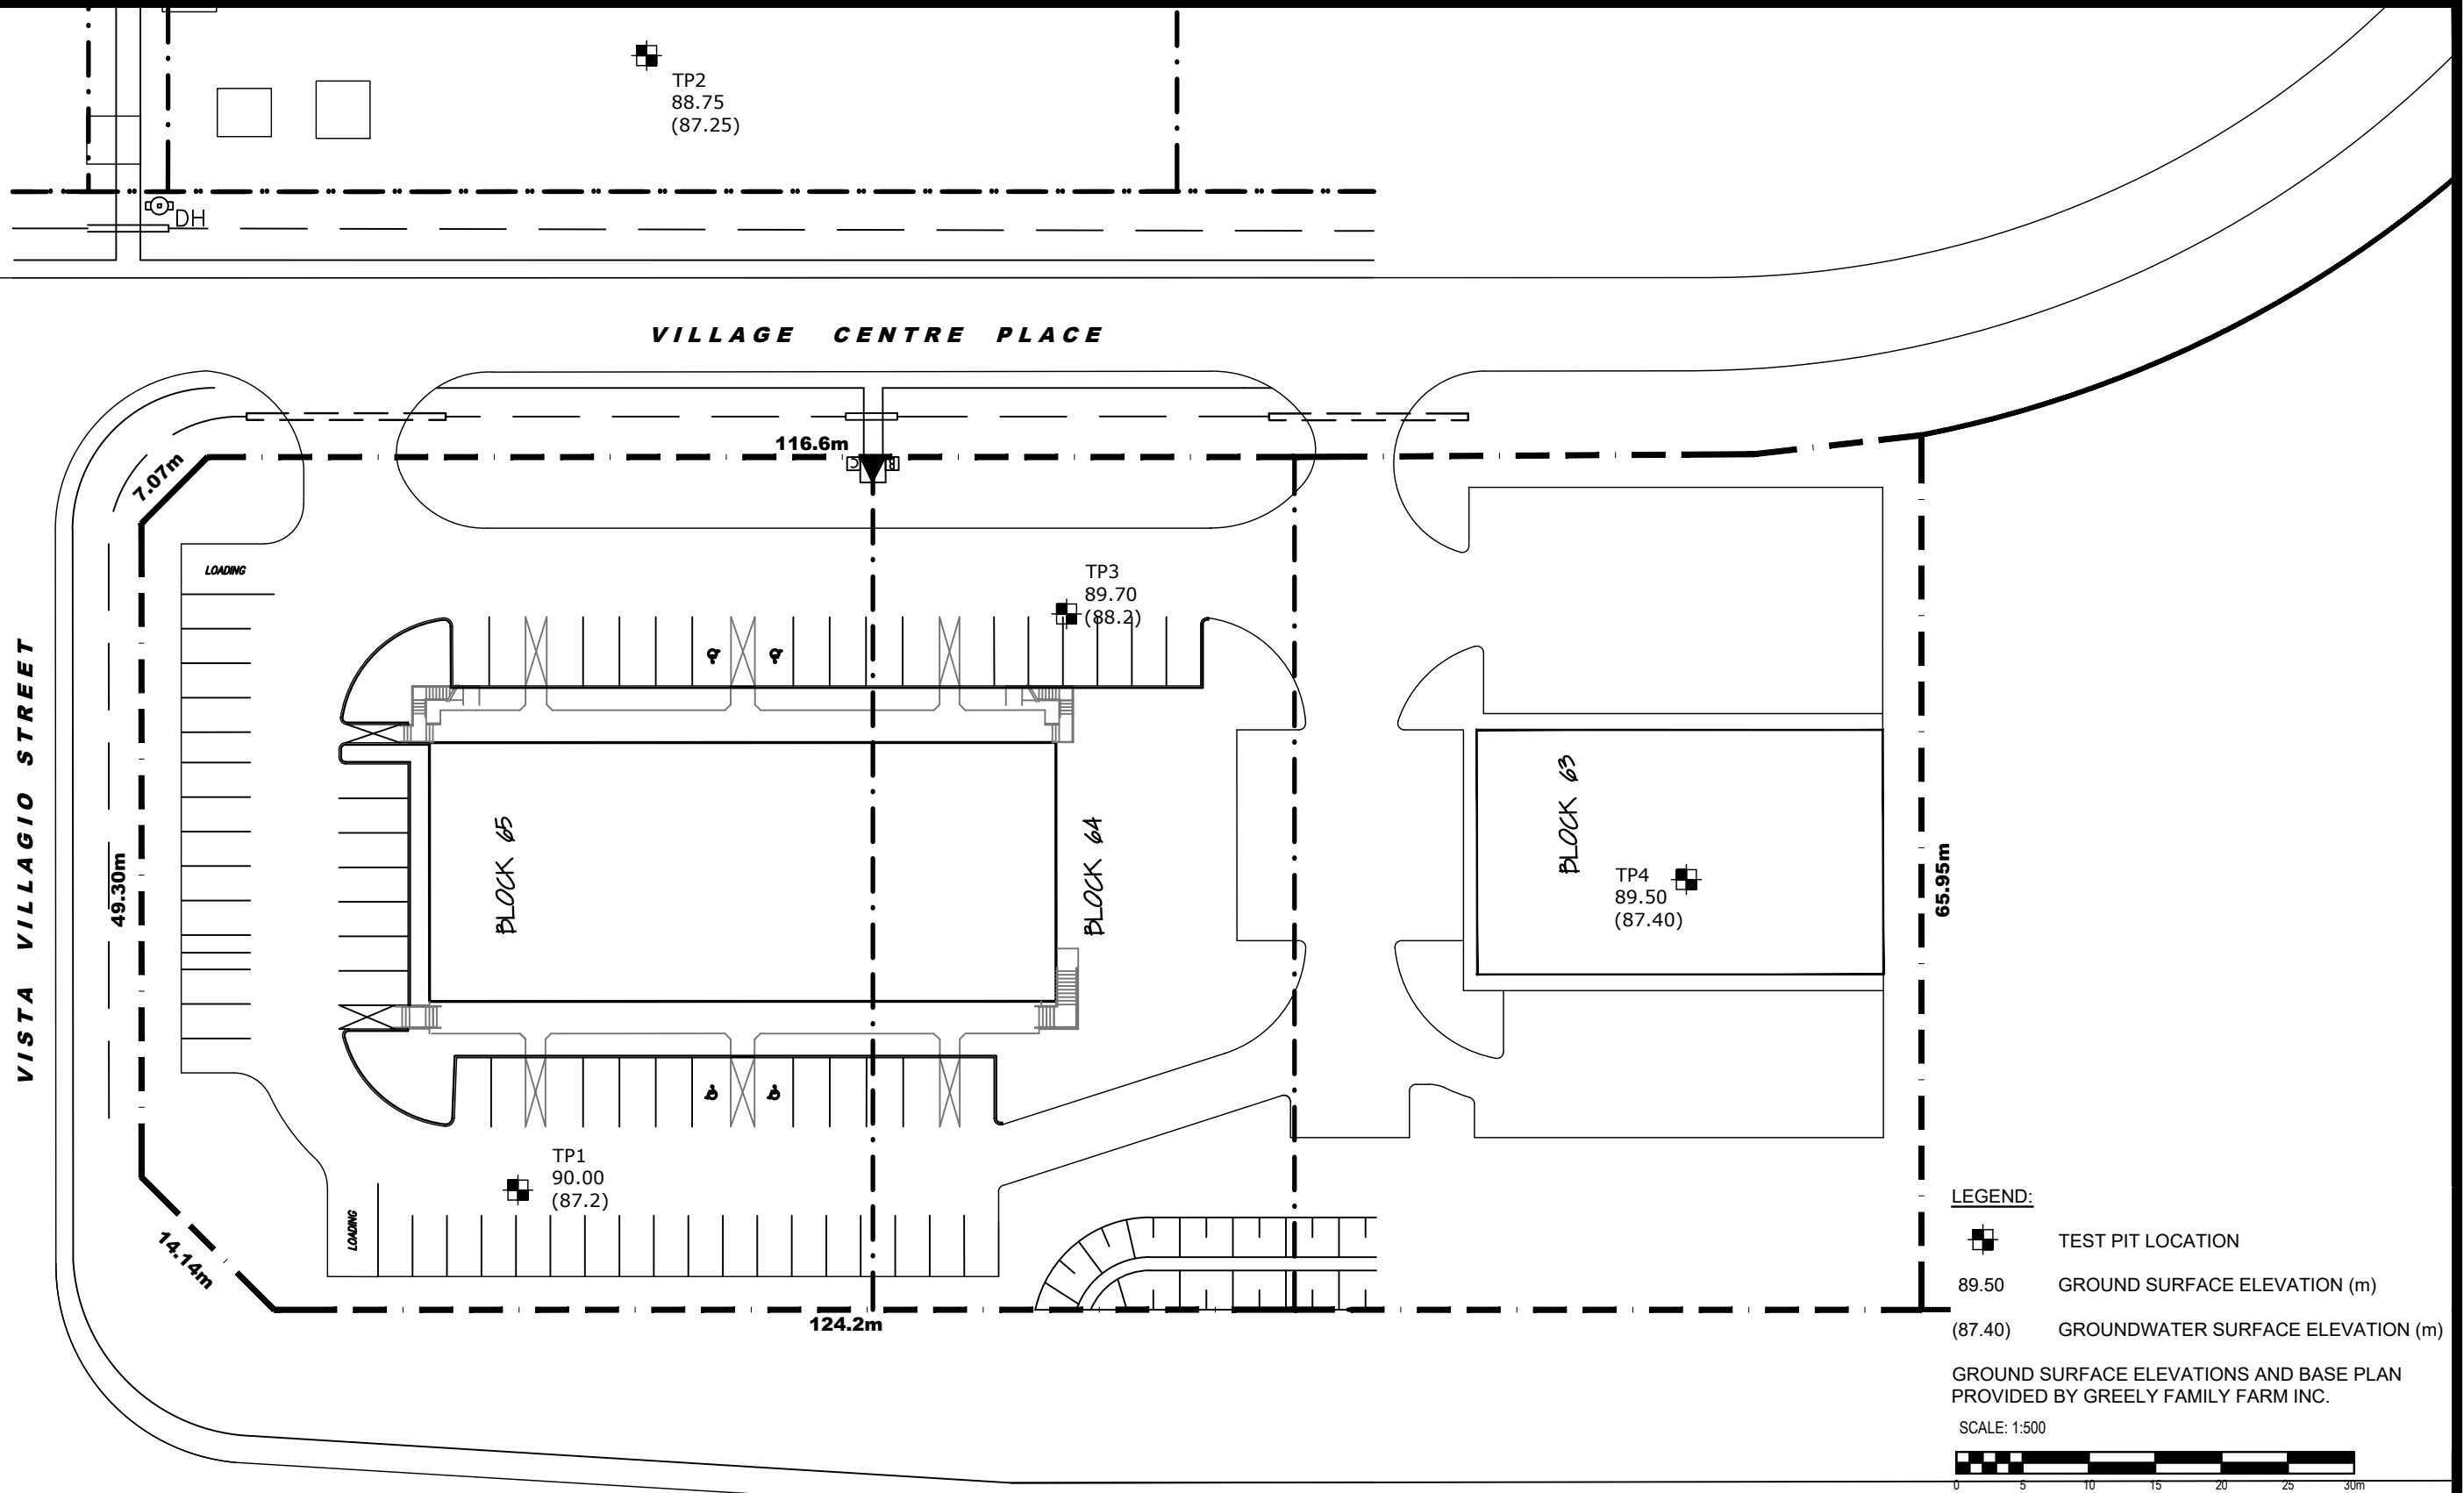 TP2
88.75
(87.25)
DH
VILLAGE CENTRE PLACE
116.6m
7.07m
LOADING
TP3
89.70
(88.2)
VISTA VILLAGIO STREET
49.30m
BLOCK 65
BLOCK 64
BLOCK 63
TP4
89.50
(87.40)
65.95m
TP1
90.00
(87.2)
LOADING
14.14m
124.2m
LEGEND:
TEST PIT LOCATION
89.50 GROUND SURFACE ELEVATION (m)
(87.40) GROUNDWATER SURFACE ELEVATION (m)
GROUND SURFACE ELEVATIONS AND BASE PLAN
PROVIDED BY GREELY FAMILY FARM INC.
SCALE: 1:500
0 5 10 15 20 25 30m